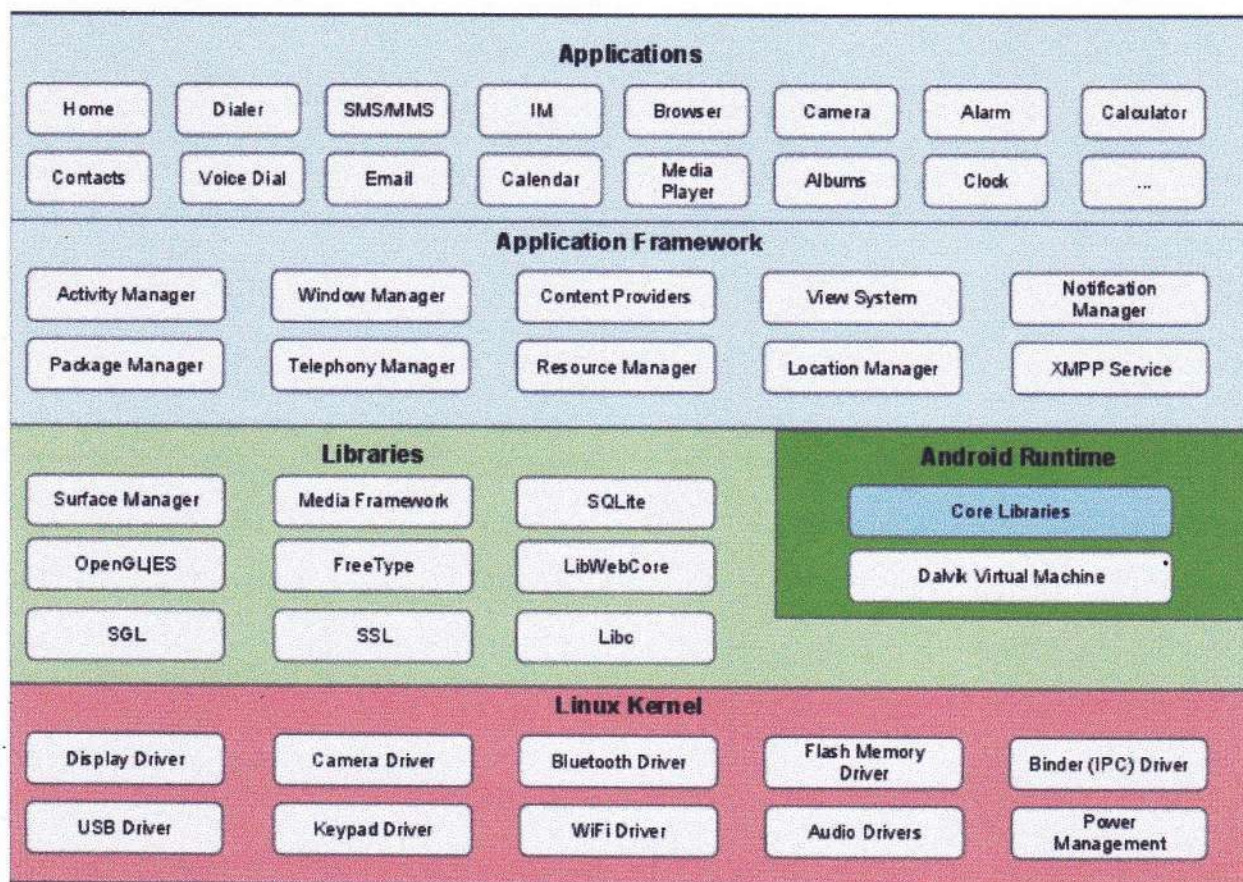 Applications
Home Dialer SMS/MMS IM Browser Camera Alarm Calculator
Contacts Voice Dial Email Calendar Media Player Albums Clock ...
Application Framework
Activity Manager Window Manager Content Providers View System Notification Manager
Package Manager Telephony Manager Resource Manager Location Manager XMPP Service
Libraries
Surface Manager Media Framework SQLite
OpenGL|ES FreeType LibWebCore
SGL SSL Libc
Android Runtime
Core Libraries
Dalvik Virtual Machine
Linux Kernel
Display Driver Camera Driver Bluetooth Driver Flash Memory Driver Binder (IPC) Driver
USB Driver Keypad Driver WiFi Driver Audio Drivers Power Management